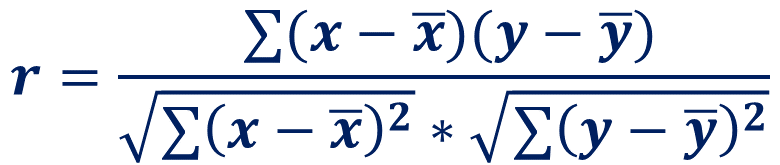 r = ∑(x − x̅)(y − y̅) / √∑(x − x̅)² * √∑(y − y̅)²